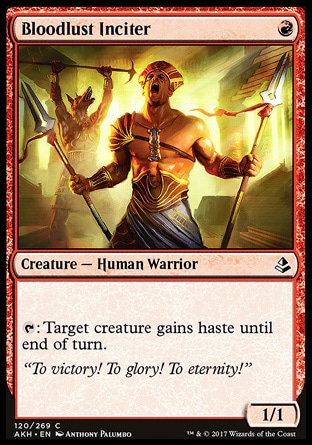 Bloodlust Inciter
Creature — Human Warrior
: Target creature gains haste until
end of turn.
“To victory! To glory! To eternity!”
1/1
120/269 C
AKH • EN Anthony Palumbo
™ & © 2017 Wizards of the Coast